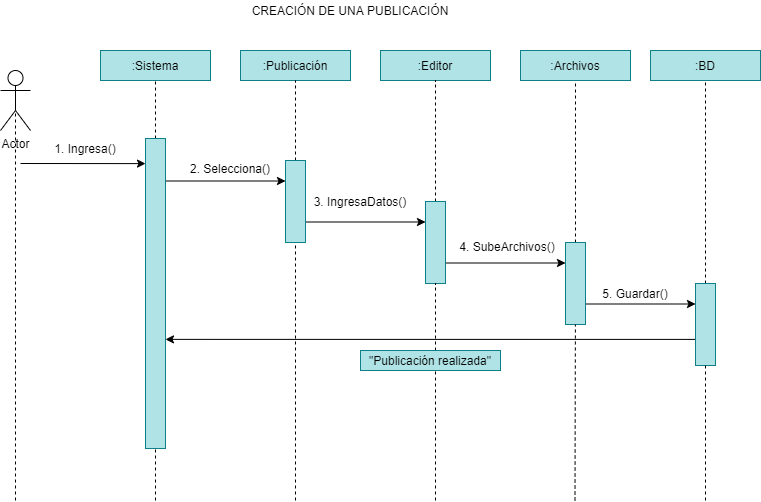 CREACIÓN DE UNA PUBLICACIÓN
:Sistema
:Publicación
:Editor
:Archivos
:BD
Actor
1. Ingresa()
2. Selecciona()
3. IngresaDatos()
4. SubeArchivos()
5. Guardar()
"Publicación realizada"